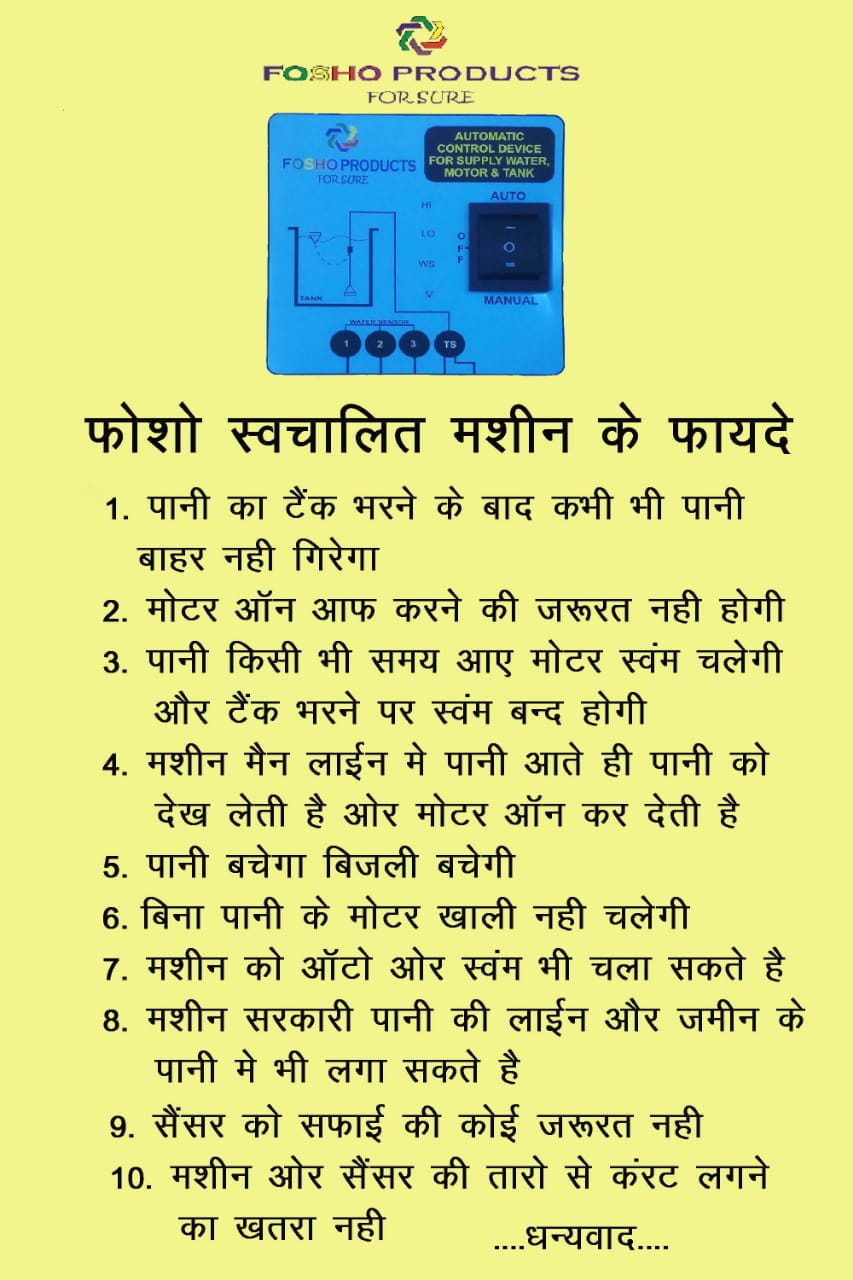 FOSHO PRODUCTS
FOR SURE
FOSHO PRODUCTS
FOR SURE
AUTOMATIC
CONTROL DEVICE
FOR SUPPLY WATER,
MOTOR & TANK
AUTO
HI
LO
WS
IV
OFF
MANUAL
TANK
WATER SENSOR
1 2 3 TS
फोशो स्वचालित मशीन के फायदे
1. पानी का टैंक भरने के बाद कभी भी पानी
बाहर नही गिरेगा
2. मोटर ऑन आफ करने की जरूरत नही होगी
3. पानी किसी भी समय आए मोटर स्वंम चलेगी
और टैंक भरने पर स्वंम बन्द होगी
4. मशीन मैन लाईन मे पानी आते ही पानी को
देख लेती है ओर मोटर ऑन कर देती है
5. पानी बचेगा बिजली बचेगी
6. बिना पानी के मोटर खाली नही चलेगी
7. मशीन को ऑटो ओर स्वंम भी चला सकते है
8. मशीन सरकारी पानी की लाईन और जमीन के
पानी मे भी लगा सकते है
9. सैंसर को सफाई की कोई जरूरत नही
10. मशीन ओर सैंसर की तारो से कंरट लगने
का खतरा नही
....धन्यवाद....